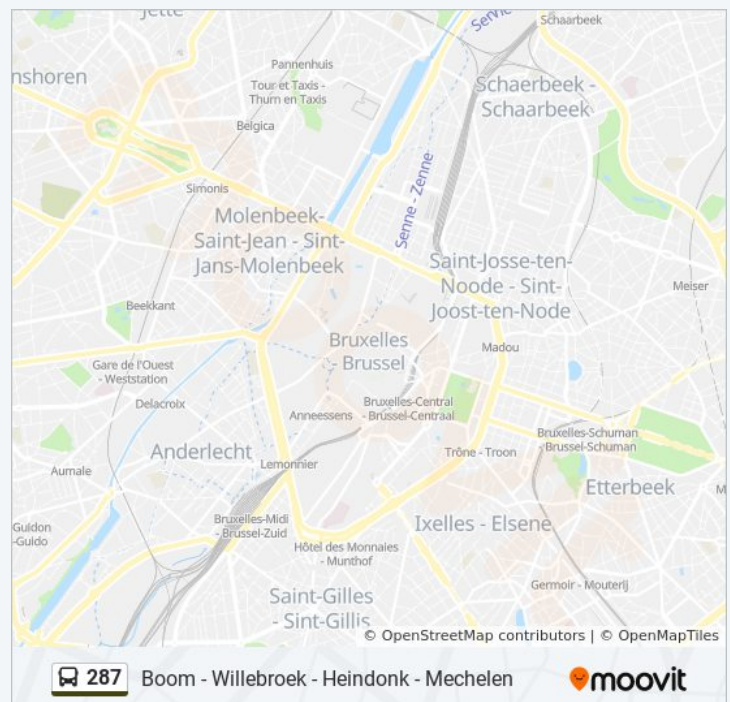 Jette
Schaarbeek
Senne
Pannenhuis
nshoren
Tour et Taxis -
Thurn en Taxis
Schaerbeek -
Schaarbeek
Belgica
Simonis
Senne - Zenne
Molenbeek-
Saint-Jean - Sint-
Jans-Molenbeek
Saint-Josse-ten-
Noode - Sint-
Joost-ten-Node
Meiser
Beekkant
Bruxelles
- Brussel
Madou
Gare de l'Ouest
- Weststation
Delacroix
Bruxelles-Central
- Brussel-Centraal
Anneessens
Bruxelles-Schuman
- Brussel-Schuman
Anderlecht
Trône - Troon
Lemonnier
Aumale
Etterbeek
M
Bruxelles-Midi
- Brussel-Zuid
Ixelles - Elsene
Guidon
-Guido
Hôtel des Monnaies
- Munthof
Germoir - Mouterij
Saint-Gilles
- Sint-Gillis
© OpenStreetMap contributors | © OpenMapTiles
287 Boom - Willebroek - Heindonk - Mechelen
moovit